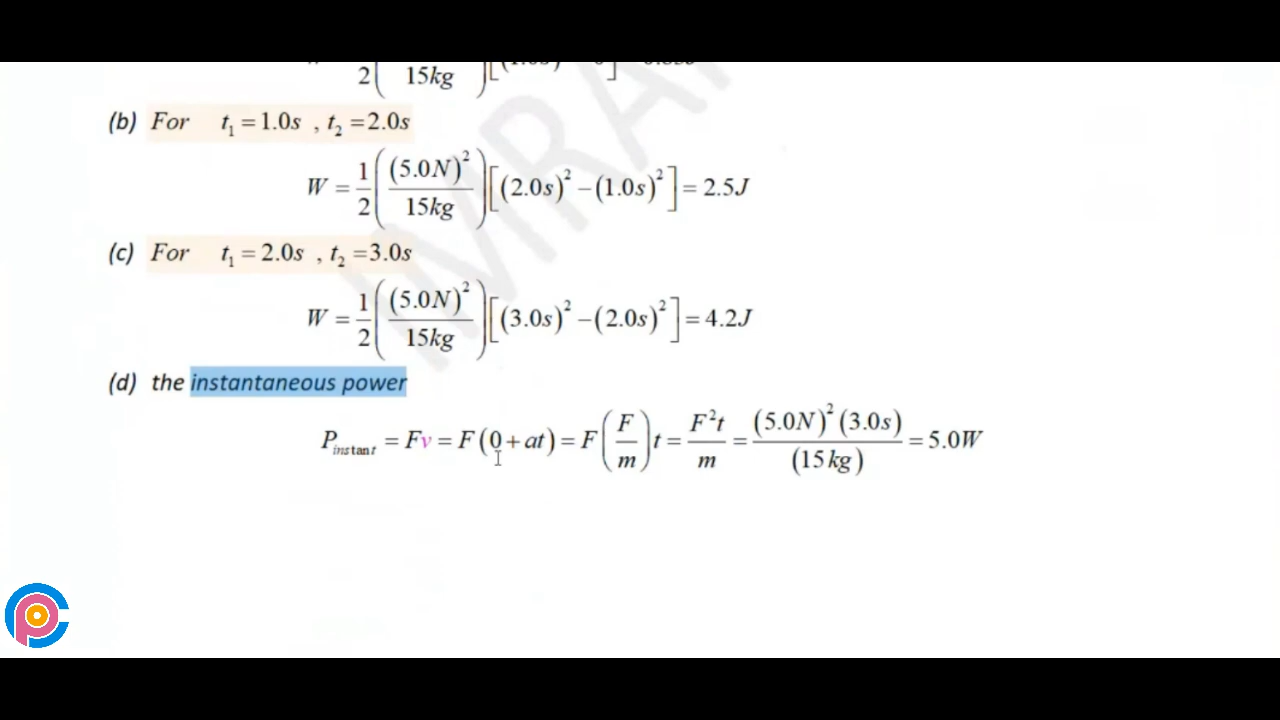 2 15kg
(b) For t₁ = 1.0s , t₂ = 2.0s
W = 1/2 ((5.0N)² / 15kg) [(2.0s)² − (1.0s)²] = 2.5J
(c) For t₁ = 2.0s , t₂ = 3.0s
W = 1/2 ((5.0N)² / 15kg) [(3.0s)² − (2.0s)²] = 4.2J
(d) the instantaneous power
P_instant = Fv = F(0 + at) = F(F/m)t = F²t/m = (5.0N)²(3.0s) / (15kg) = 5.0W